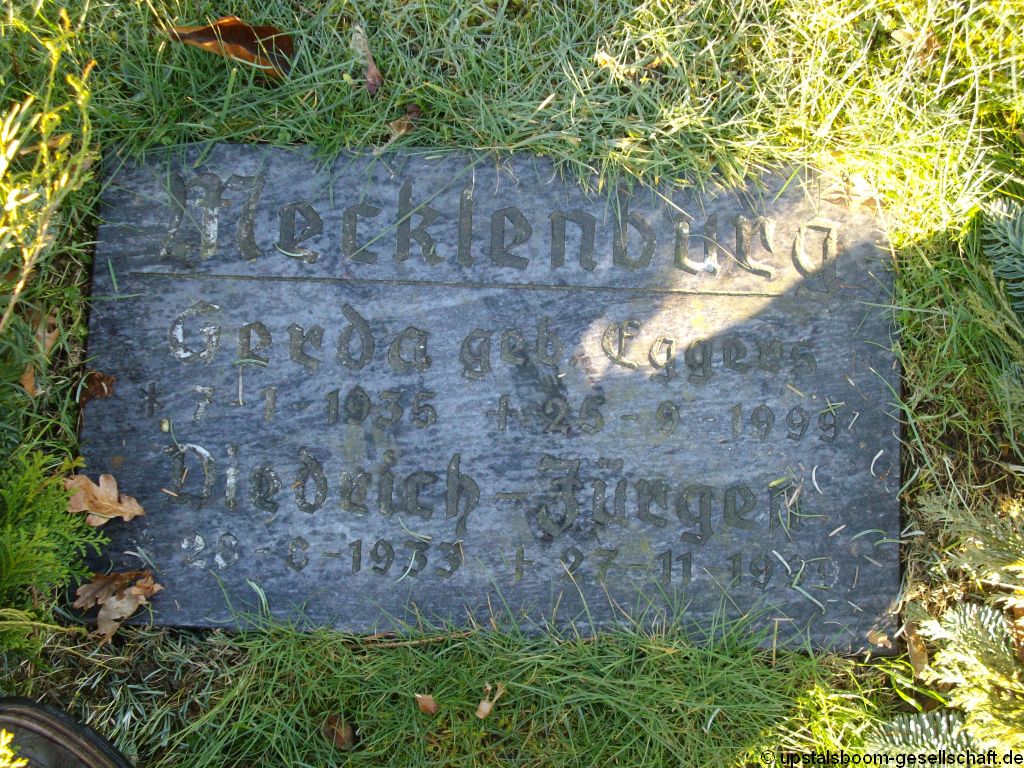 Mecklenburg
Gerda geb. Eggers
* 7-1-1935 + 25-9-1999
Diedrich-Jürgen
-1933 + 27-11-
© upstalsboom-gesellschaft.de